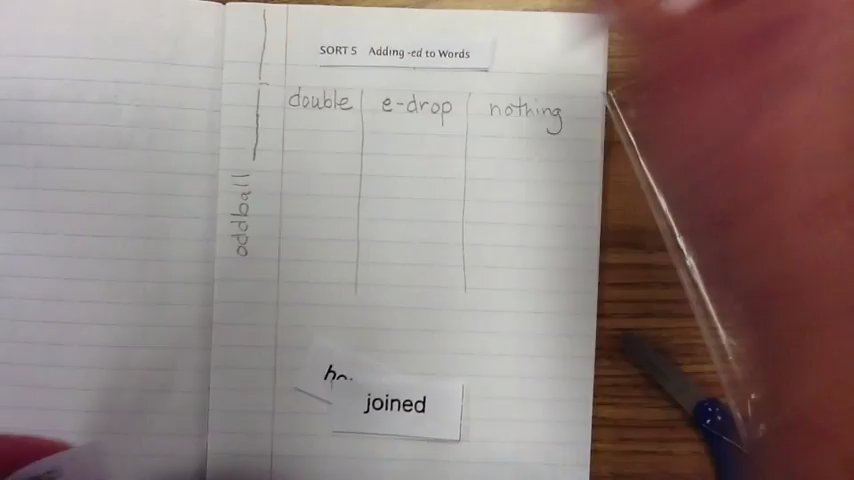 SORT 5 Adding -ed to Words
double e-drop nothing
oddball
joined